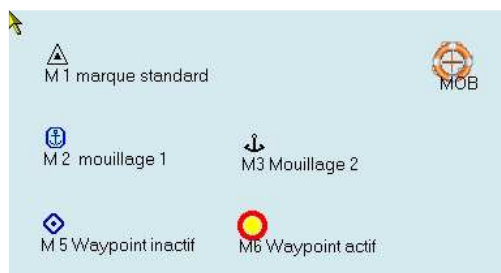 M 1 marque standard
MOB
M 2 mouillage 1
M3 Mouillage 2
M 5 Waypoint inactif
M6 Waypoint actif